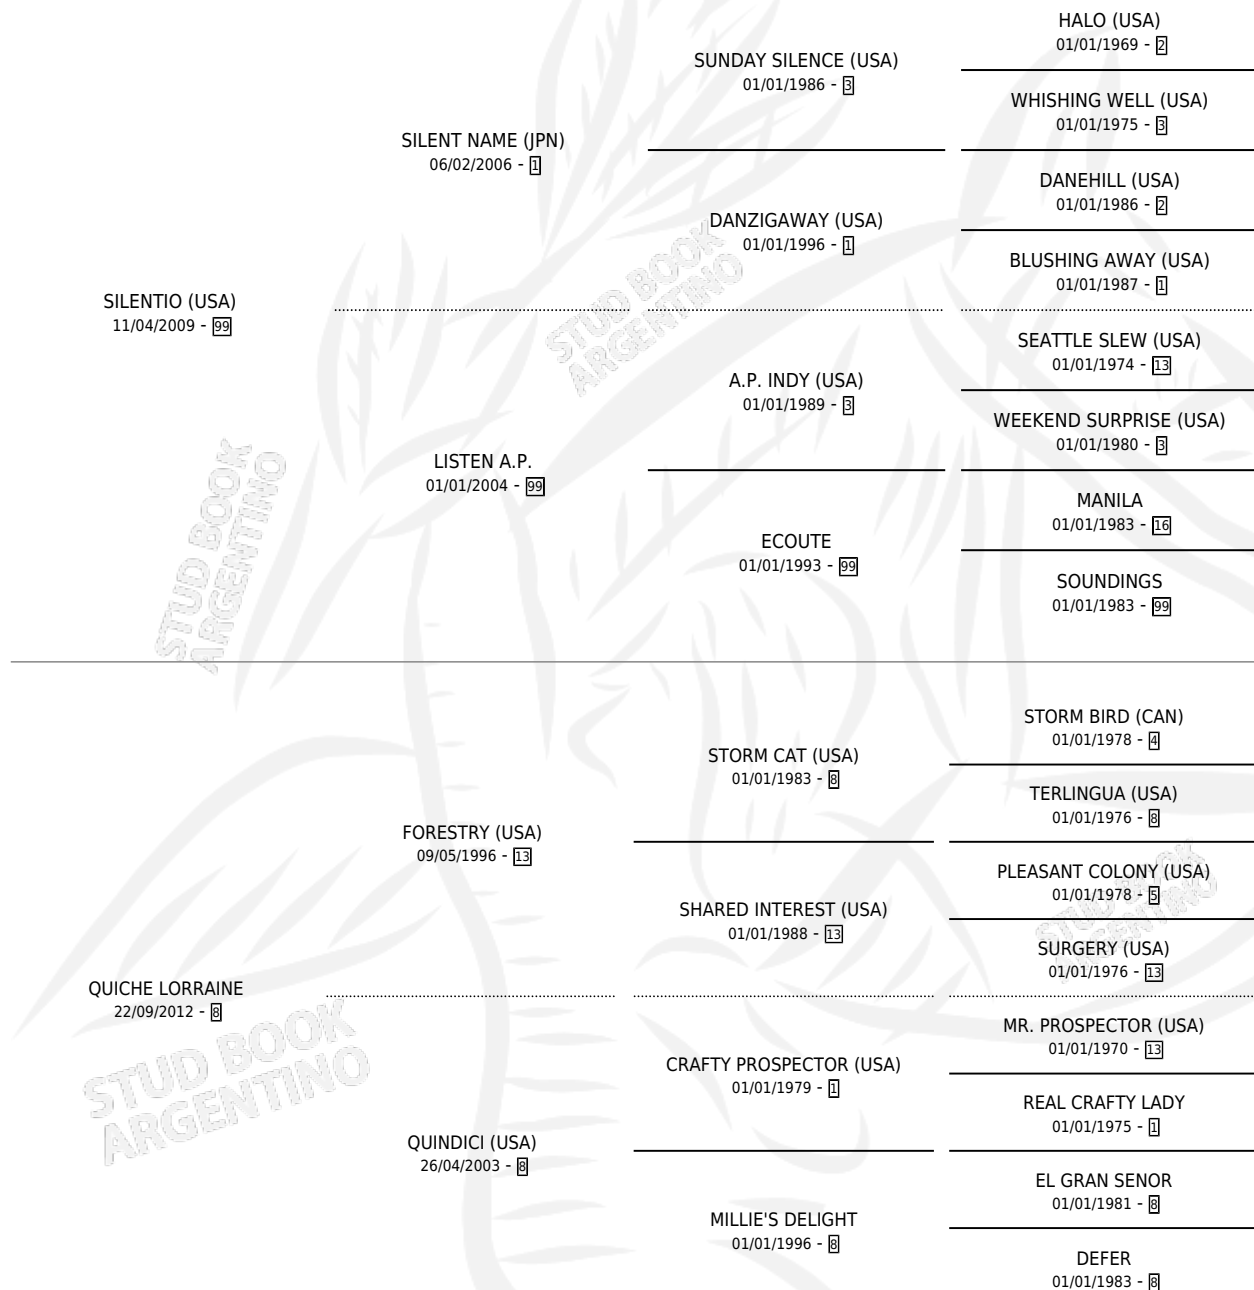 HALO (USA)
01/01/1969 - 2
SUNDAY SILENCE (USA)
01/01/1986 - 3
WHISHING WELL (USA)
01/01/1975 - 3
SILENT NAME (JPN)
06/02/2006 - 1
DANEHILL (USA)
01/01/1986 - 2
DANZIGAWAY (USA)
01/01/1996 - 1
BLUSHING AWAY (USA)
01/01/1987 - 1
SILENTIO (USA)
11/04/2009 - 99
SEATTLE SLEW (USA)
01/01/1974 - 13
A.P. INDY (USA)
01/01/1989 - 3
WEEKEND SURPRISE (USA)
01/01/1980 - 3
LISTEN A.P.
01/01/2004 - 99
MANILA
01/01/1983 - 16
ECOUTE
01/01/1993 - 99
SOUNDINGS
01/01/1983 - 99
STORM BIRD (CAN)
01/01/1978 - 4
STORM CAT (USA)
01/01/1983 - 8
TERLINGUA (USA)
01/01/1976 - 8
FORESTRY (USA)
09/05/1996 - 13
PLEASANT COLONY (USA)
01/01/1978 - 5
SHARED INTEREST (USA)
01/01/1988 - 13
SURGERY (USA)
01/01/1976 - 13
QUICHE LORRAINE
22/09/2012 - 8
MR. PROSPECTOR (USA)
01/01/1970 - 13
CRAFTY PROSPECTOR (USA)
01/01/1979 - 1
REAL CRAFTY LADY
01/01/1975 - 1
QUINDICI (USA)
26/04/2003 - 8
EL GRAN SENOR
01/01/1981 - 8
MILLIE'S DELIGHT
01/01/1996 - 8
DEFER
01/01/1983 - 8
STUD BOOK
ARGENTINO
STUD BOOK
ARGENTINO
STUD BOOK
ARGENTINO
STUD BOOK
ARGENTINO